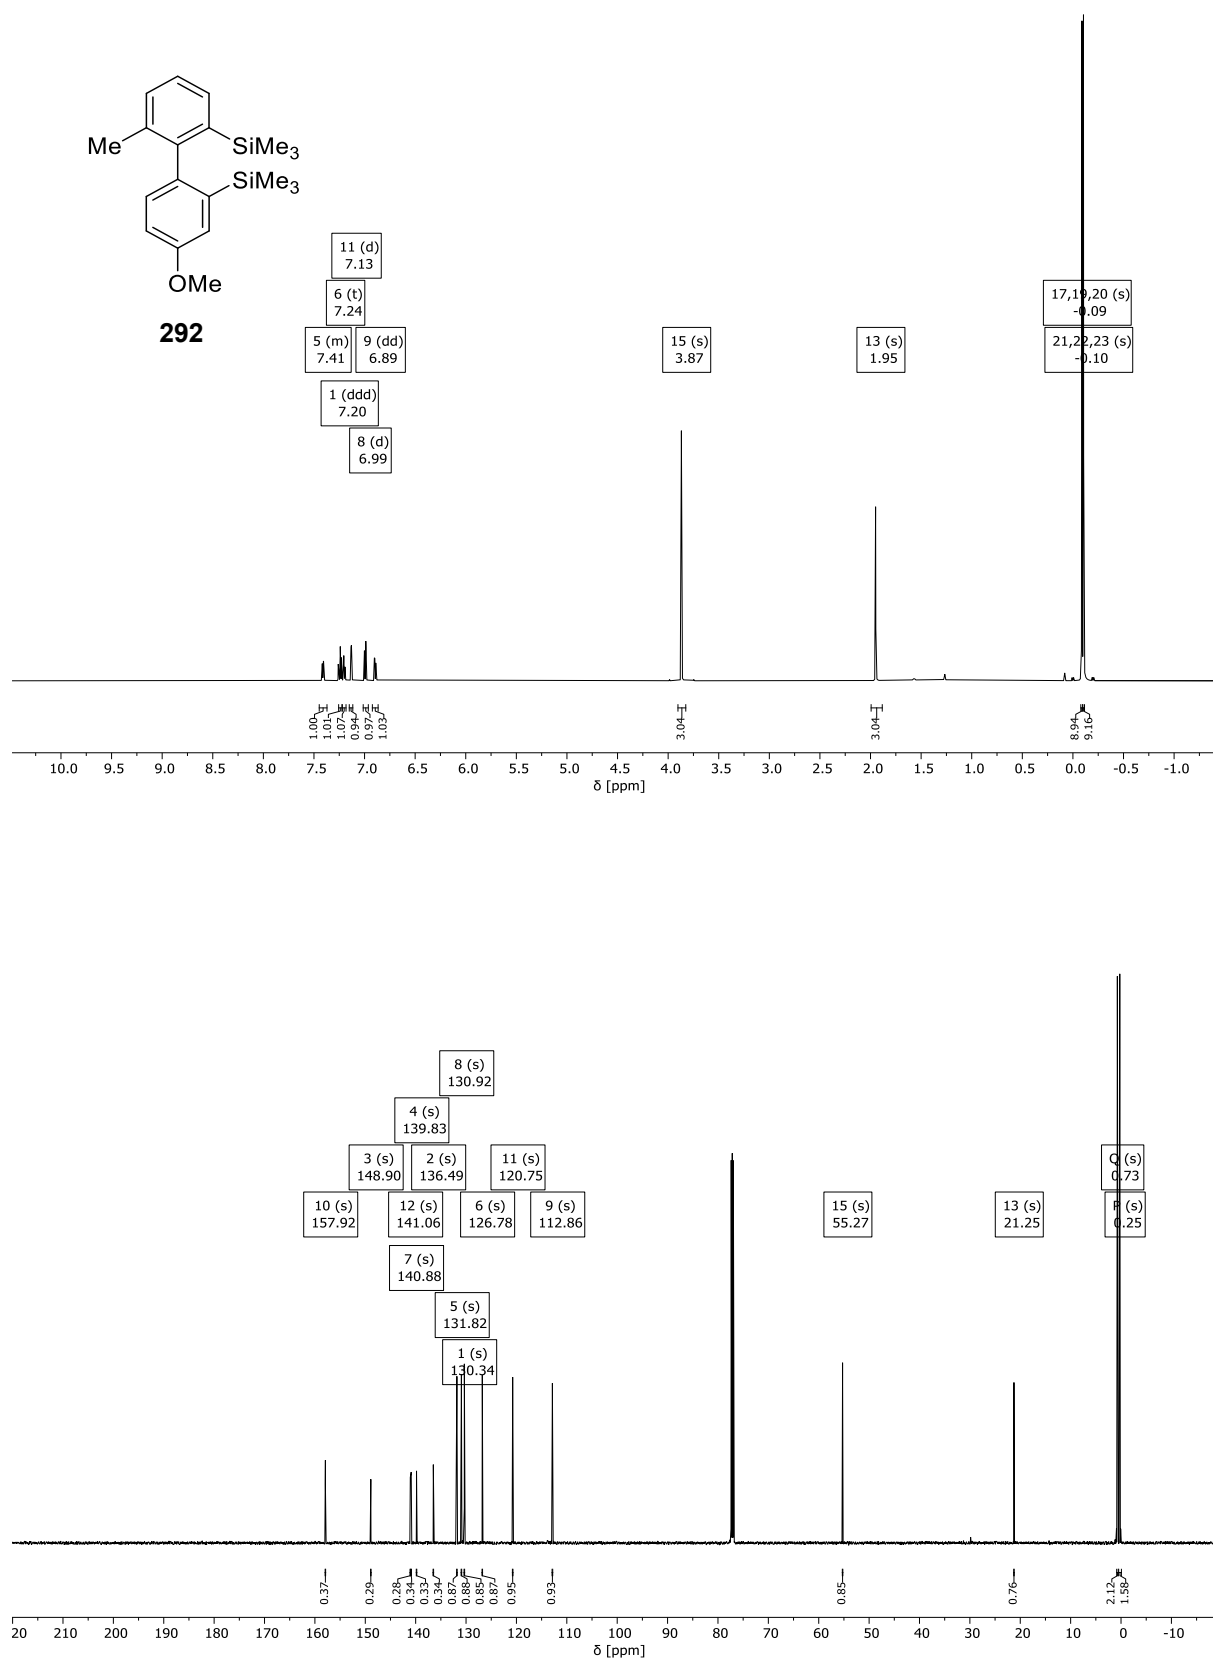 Me
SiMe3
SiMe3
OMe
292
11 (d)
7.13
6 (t)
7.24
17,19,20 (s)
-0.09
5 (m)
7.41
9 (dd)
6.89
15 (s)
3.87
13 (s)
1.95
21,22,23 (s)
-0.10
1 (ddd)
7.20
8 (d)
6.99
1.00
1.01
1.07
0.94
0.97
1.03
3.04
3.04
8.94
9.16
10.0 9.5 9.0 8.5 8.0 7.5 7.0 6.5 6.0 5.5 5.0 4.5 4.0 3.5 3.0 2.5 2.0 1.5 1.0 0.5 0.0 -0.5 -1.0
δ [ppm]
8 (s)
130.92
4 (s)
139.83
3 (s)
148.90
2 (s)
136.49
11 (s)
120.75
Q (s)
0.73
10 (s)
157.92
12 (s)
141.06
6 (s)
126.78
9 (s)
112.86
15 (s)
55.27
13 (s)
21.25
P (s)
0.25
7 (s)
140.88
5 (s)
131.82
1 (s)
130.34
0.37
0.29
0.28
0.34
0.33
0.34
0.87
0.88
0.85
0.87
0.95
0.93
0.85
0.76
2.12
1.58
20 210 200 190 180 170 160 150 140 130 120 110 100 90 80 70 60 50 40 30 20 10 0 -10
δ [ppm]